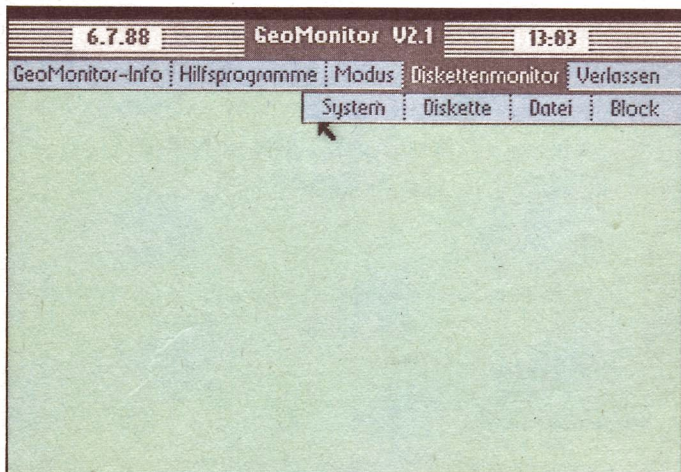 6.7.88 GeoMonitor V2.1 13:03
GeoMonitor-Info Hilfsprogramme Modus Diskettenmonitor Verlassen
System Diskette Datei Block